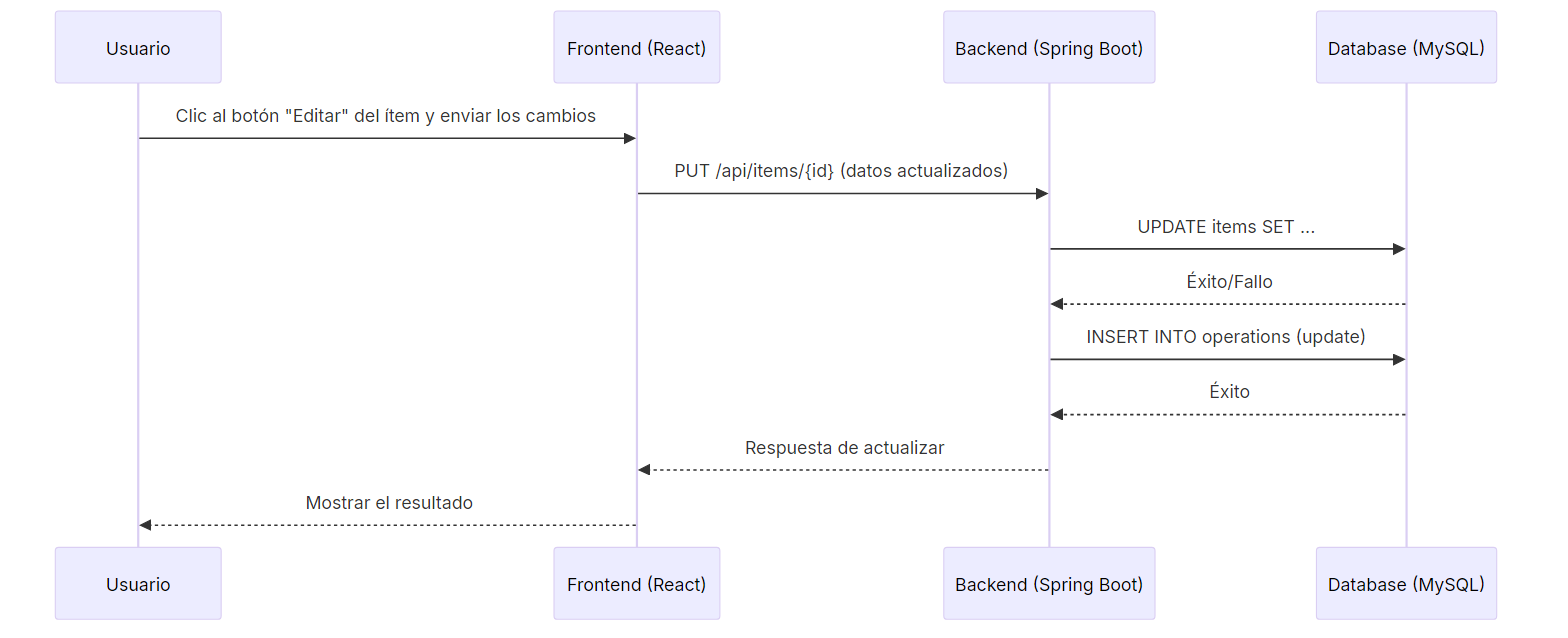 Usuario
Frontend (React)
Backend (Spring Boot)
Database (MySQL)
Clic al botón "Editar" del ítem y enviar los cambios
PUT /api/items/{id} (datos actualizados)
UPDATE items SET ...
Éxito/Fallo
INSERT INTO operations (update)
Éxito
Respuesta de actualizar
Mostrar el resultado
Usuario
Frontend (React)
Backend (Spring Boot)
Database (MySQL)